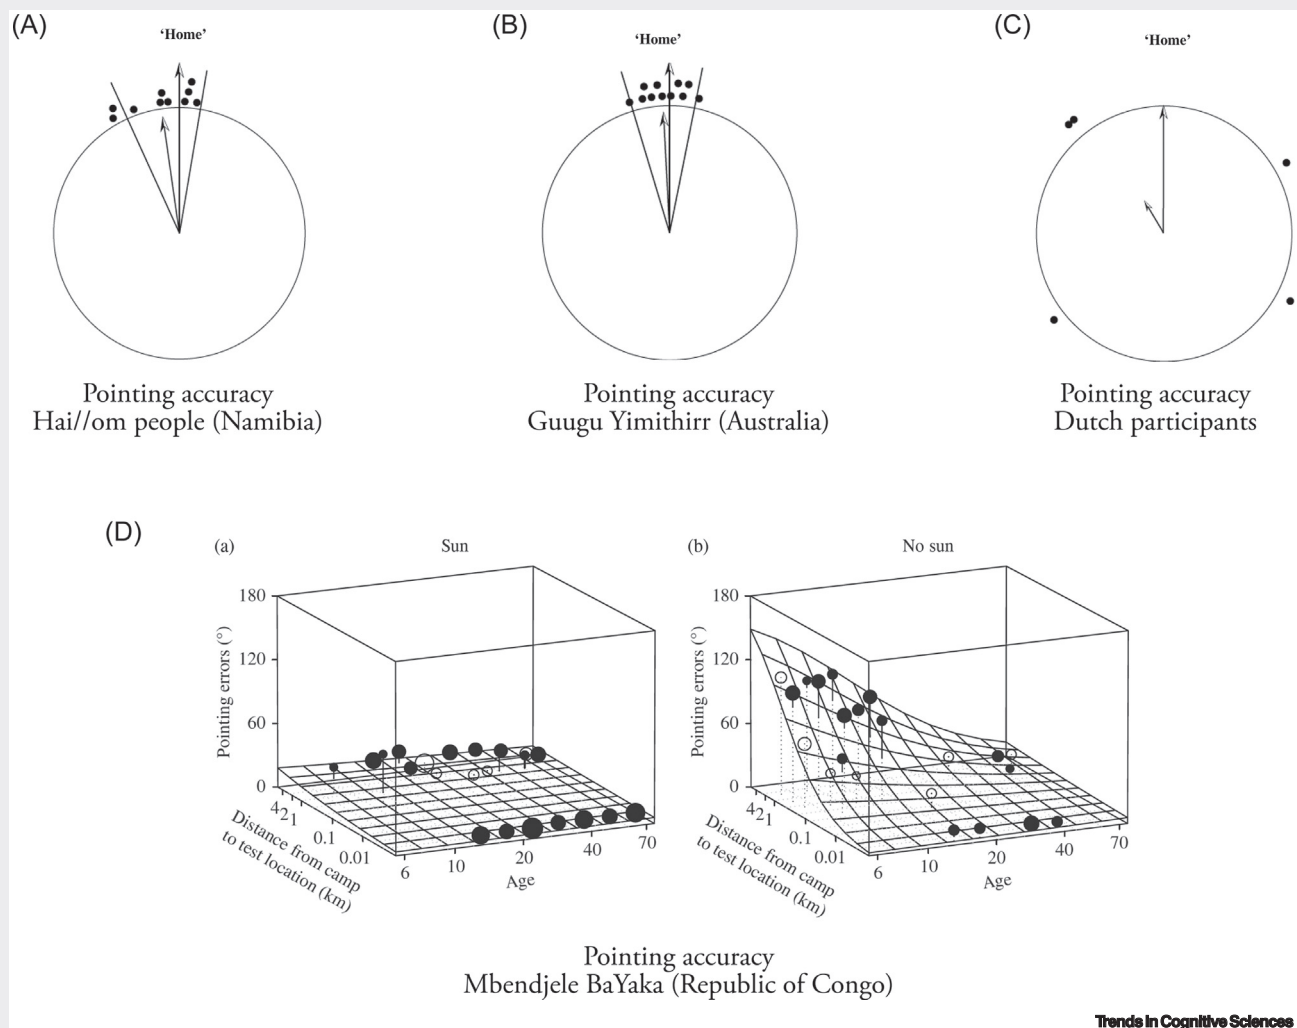 (A)
‘Home’
Pointing accuracy
Hai//om people (Namibia)
(B)
‘Home’
Pointing accuracy
Guugu Yimithirr (Australia)
(C)
‘Home’
Pointing accuracy
Dutch participants
(D)
(a)
Sun
180
120
60
0
Pointing errors (°)
4 2 1 0.1 0.01
Distance from camp
to test location (km)
6 10 20 40 70
Age
(b)
No sun
180
120
60
0
Pointing errors (°)
4 2 1 0.1 0.01
Distance from camp
to test location (km)
6 10 20 40 70
Age
Pointing accuracy
Mbendjele BaYaka (Republic of Congo)
Trends in Cognitive Sciences